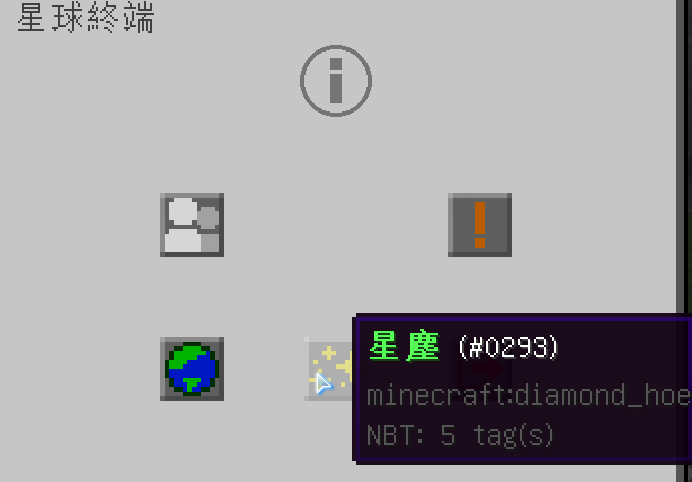 星球終端
星塵 (#0293)
minecraft:diamond_hoe
NBT: 5 tag(s)